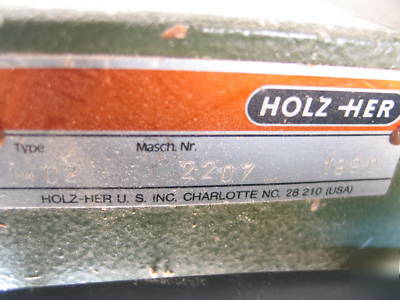 HOLZ-HER
Type Masch. Nr.
2207
HOLZ-HER U. S. INC. CHARLOTTE NC. 28 210 (USA)